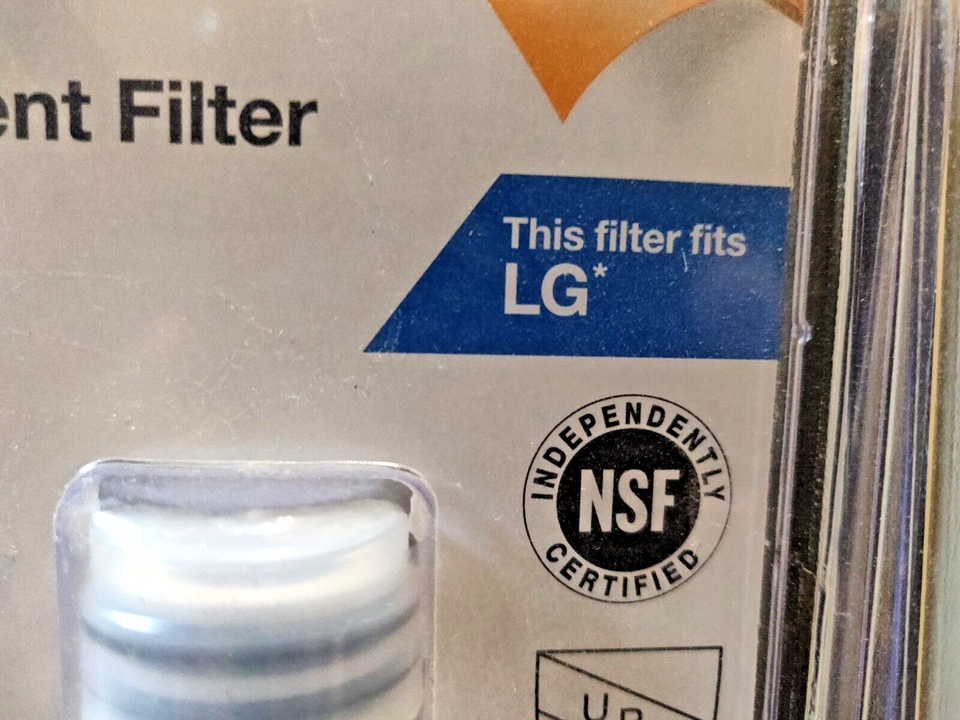 ent Filter
This filter fits
LG*
INDEPENDENTLY
NSF
CERTIFIED